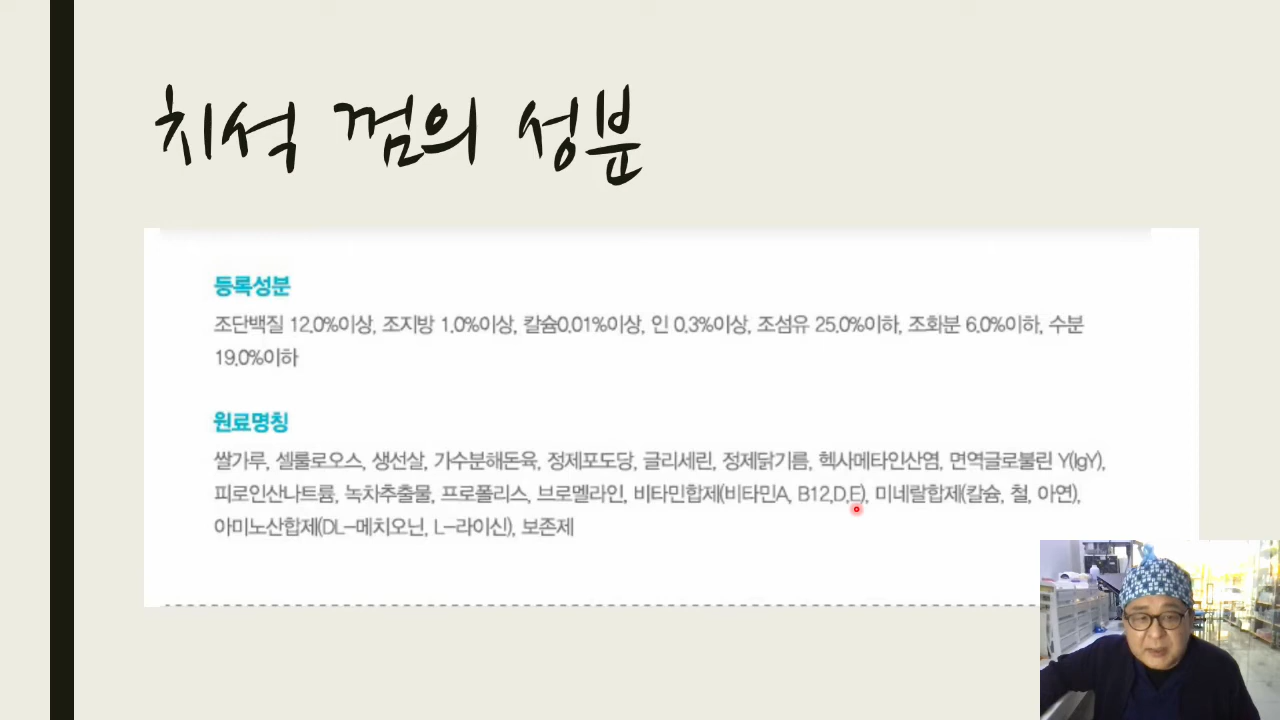 치석 껌의 성분
등록성분
조단백질 12.0%이상, 조지방 1.0%이상, 칼슘0.01%이상, 인 0.3%이상, 조섬유 25.0%이하, 조화분 6.0%이하, 수분
19.0%이하
원료명칭
쌀가루, 셀룰로오스, 생선살, 가수분해돈육, 정제포도당, 글리세린, 정제닭기름, 헥사메타인산염, 면역글로불린 Y(IgY),
피로인산나트륨, 녹차추출물, 프로폴리스, 브로멜라인, 비타민합제(비타민A, B12,D,E), 미네랄합제(칼슘, 철, 아연),
아미노산합제(DL-메치오닌, L-라이신), 보존제